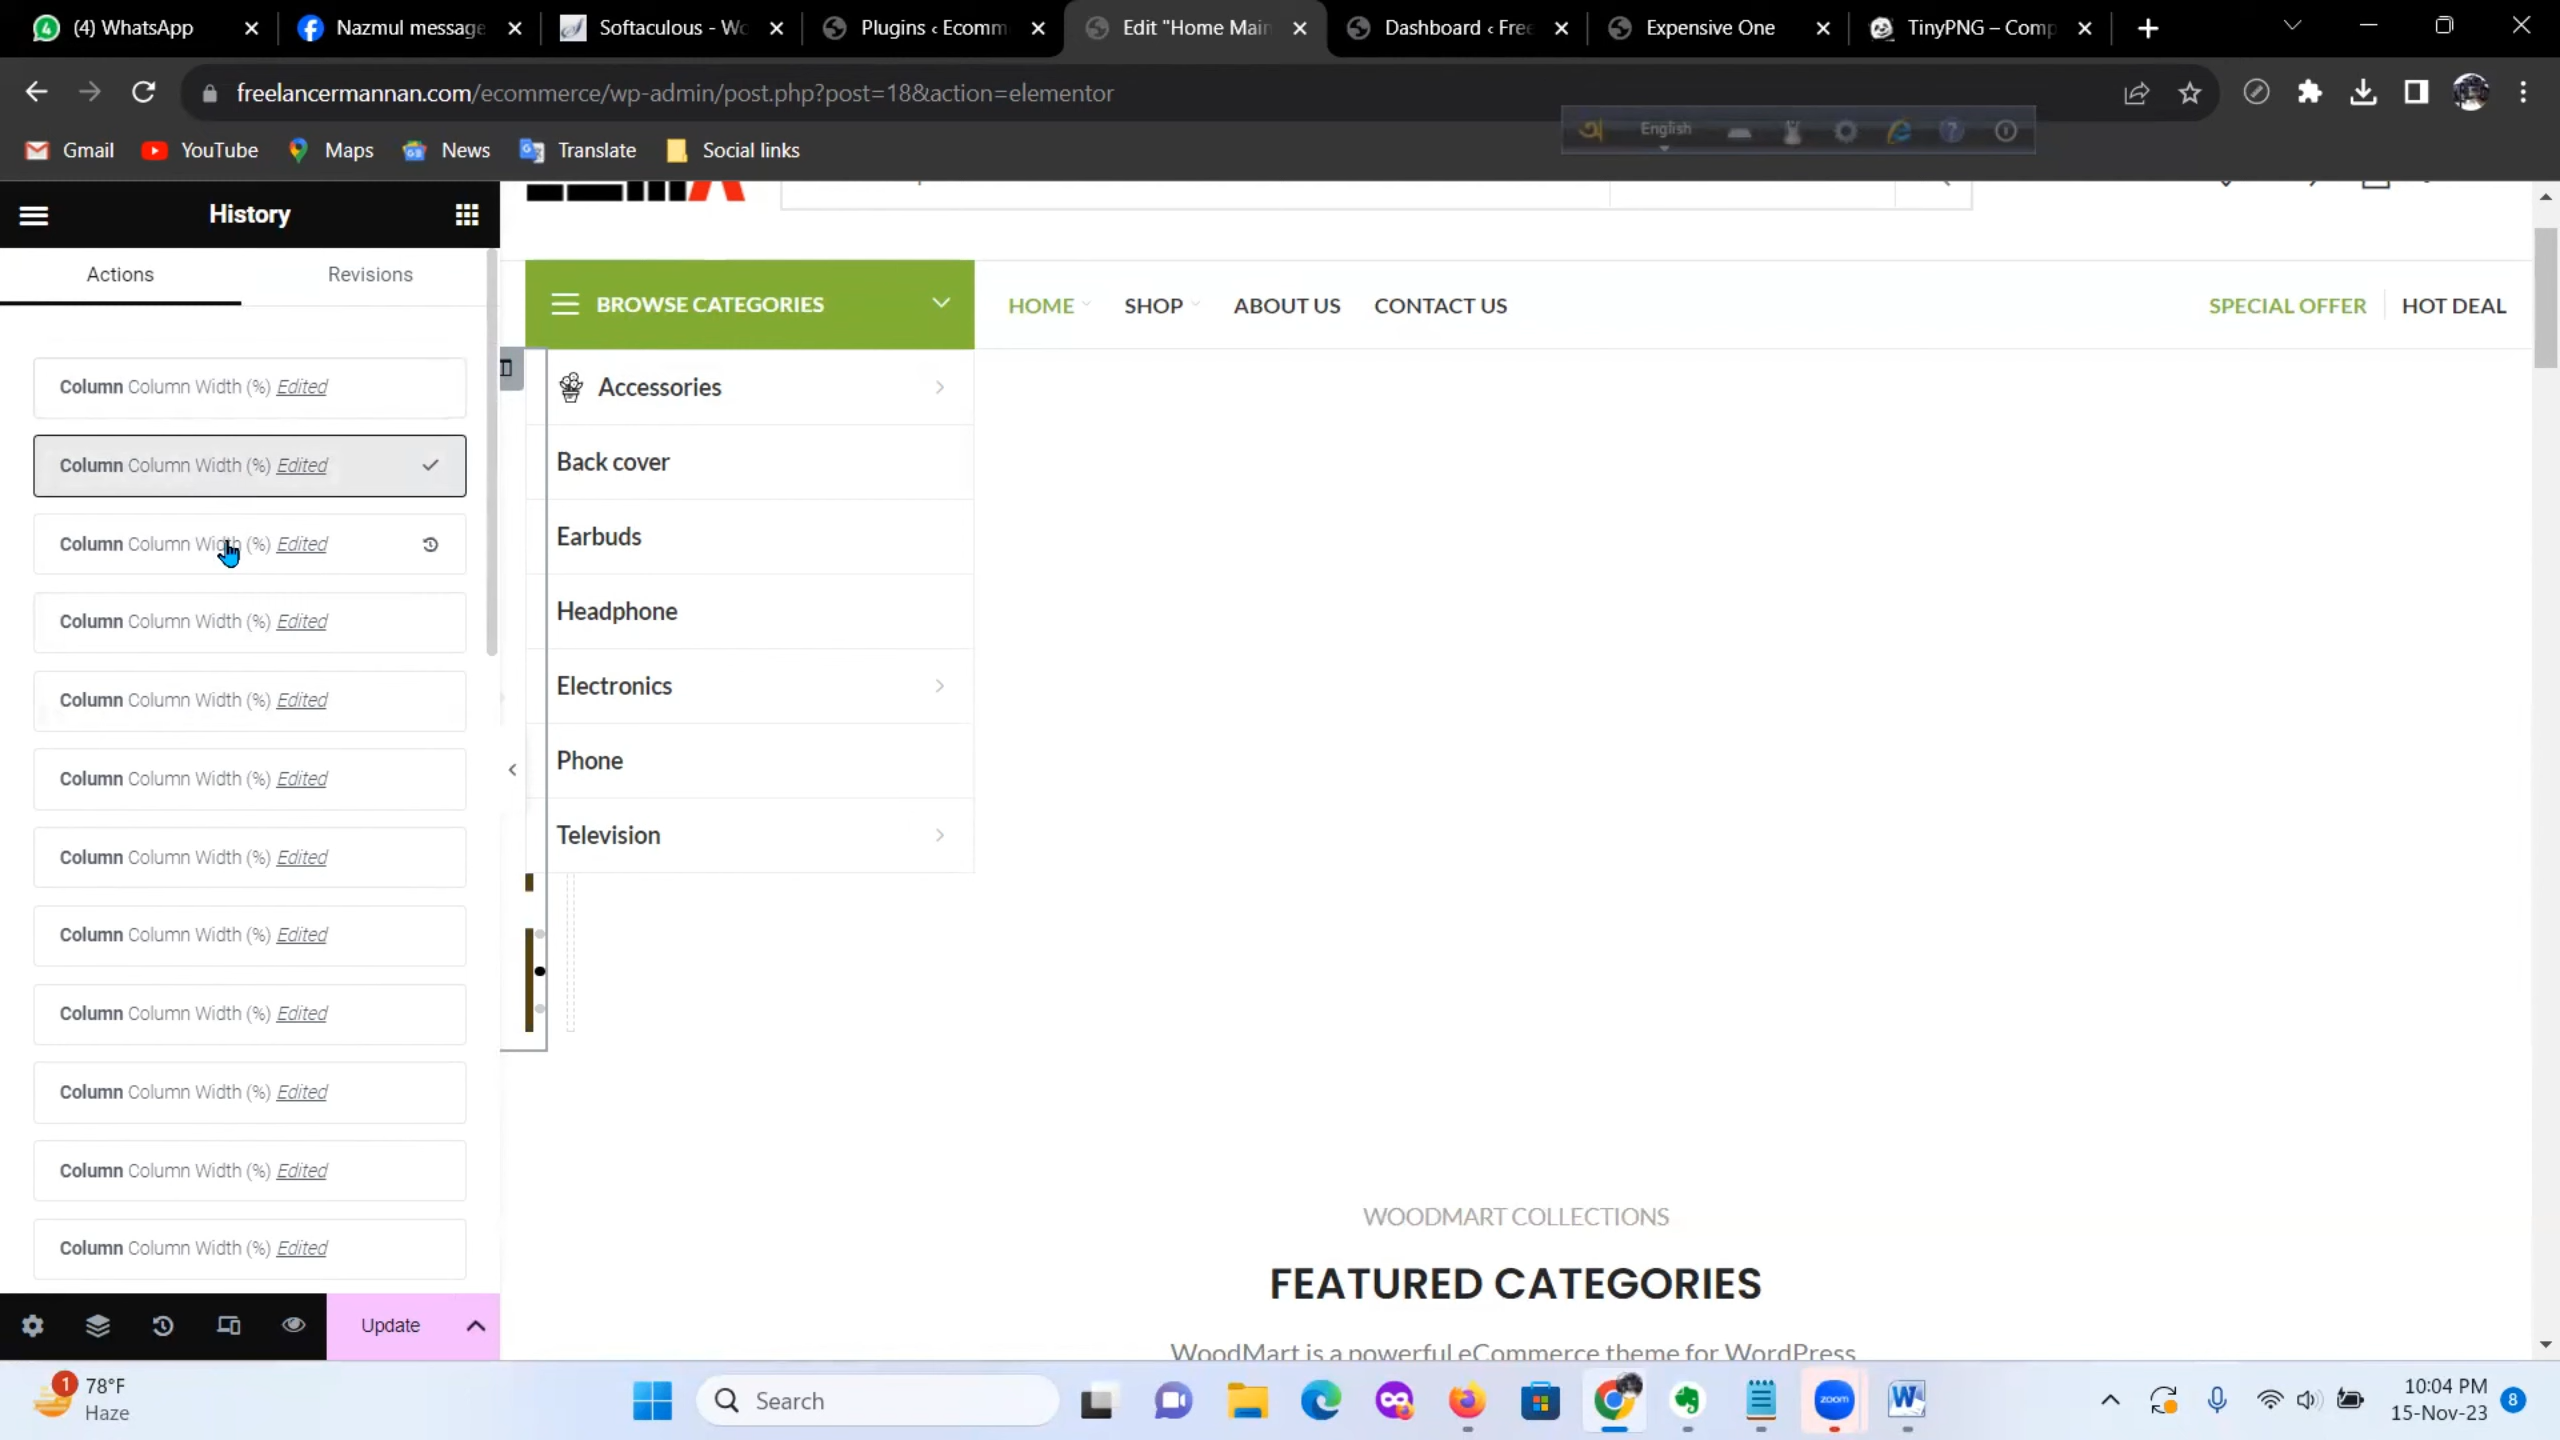 (4) WhatsApp
Nazmul message
Softaculous - Wo
Plugins ‹ Ecomm
Edit "Home Main
Dashboard ‹ Free
Expensive One
TinyPNG – Comp
freelancermannan.com/ecommerce/wp-admin/post.php?post=18&action=elementor
English
Gmail
YouTube
Maps
News
Translate
Social links
History
Actions
Revisions
Column Column Width (%) Edited
Column Column Width (%) Edited
Column Column Width (%) Edited
Column Column Width (%) Edited
Column Column Width (%) Edited
Column Column Width (%) Edited
Column Column Width (%) Edited
Column Column Width (%) Edited
Column Column Width (%) Edited
Column Column Width (%) Edited
Column Column Width (%) Edited
Column Column Width (%) Edited
Update
BROWSE CATEGORIES
HOME
SHOP
ABOUT US
CONTACT US
SPECIAL OFFER
HOT DEAL
Accessories
Back cover
Earbuds
Headphone
Electronics
Phone
Television
WOODMART COLLECTIONS
FEATURED CATEGORIES
WoodMart is a powerful eCommerce theme for WordPress
1
78°F
Haze
Search
zoom
10:04 PM
15-Nov-23
8